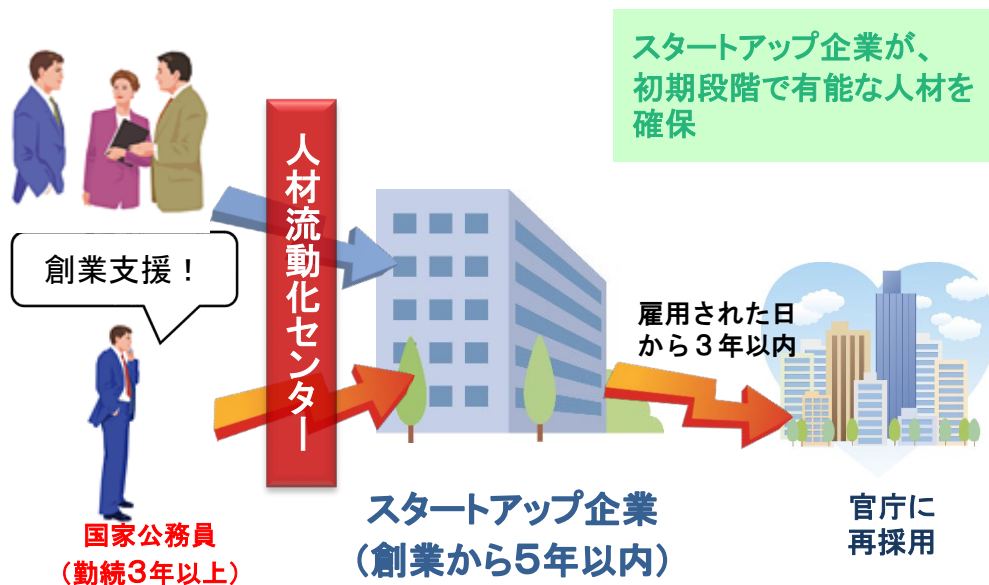 スタートアップ企業が、
初期段階で有能な人材を
確保
人材流動化センター
創業支援！
雇用された日
から３年以内
国家公務員
（勤続3年以上）
スタートアップ企業
（創業から5年以内）
官庁に
再採用